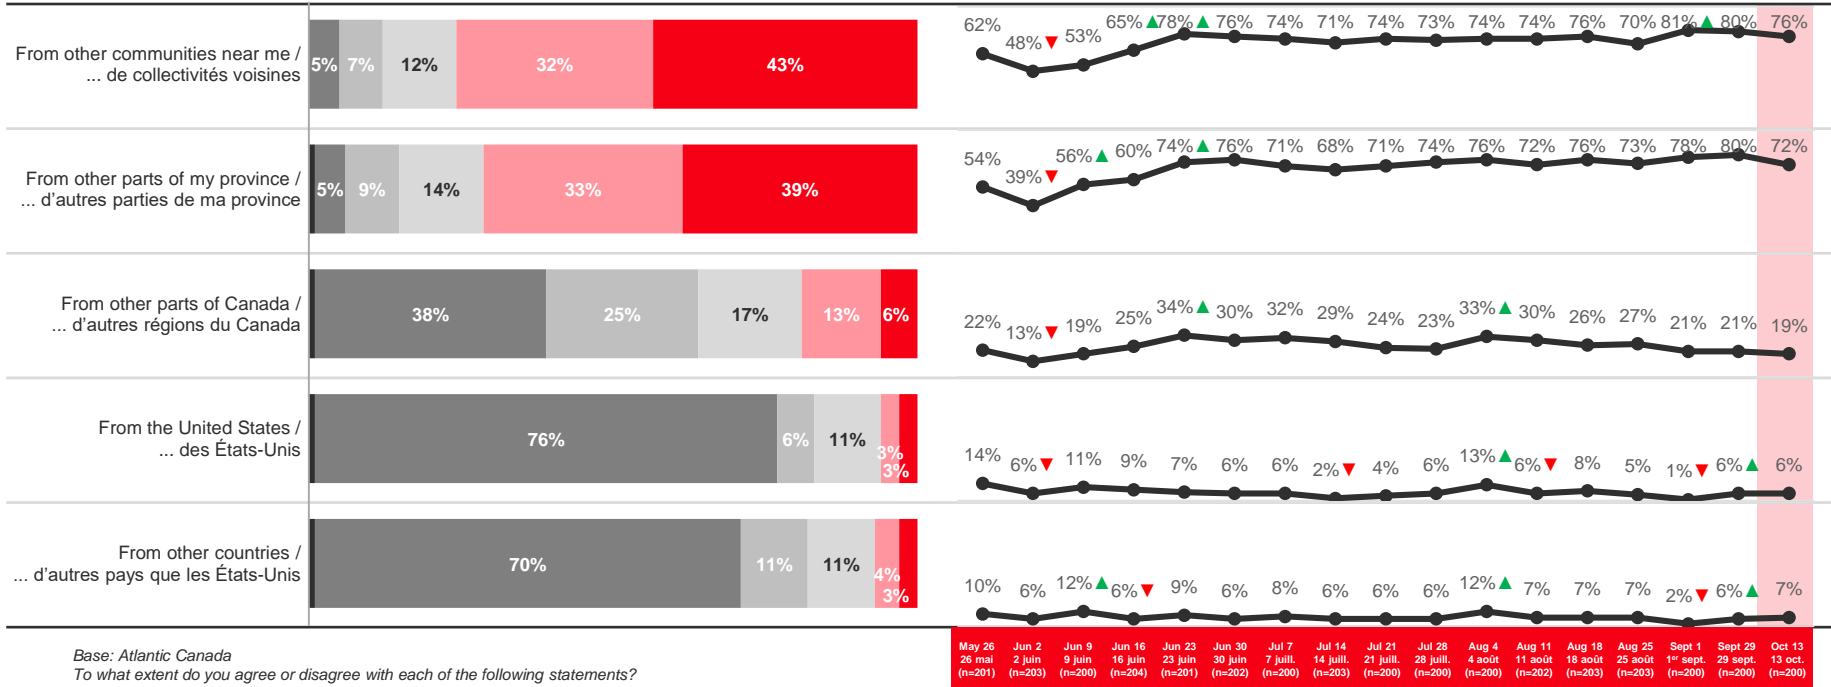 From other communities near me /
... de collectivités voisines
5% 7% 12% 32% 43%
62% 48% 53% 65% 78% 76% 74% 71% 74% 73% 74% 74% 76% 70% 81% 80% 76%
From other parts of my province /
... d'autres parties de ma province
5% 9% 14% 33% 39%
54% 39% 56% 60% 74% 76% 71% 68% 71% 74% 76% 72% 76% 73% 78% 80% 72%
From other parts of Canada /
... d'autres régions du Canada
38% 25% 17% 13% 6%
22% 13% 19% 25% 34% 30% 32% 29% 24% 23% 33% 30% 26% 27% 21% 21% 19%
From the United States /
... des États-Unis
76% 6% 11% 3% 3%
14% 6% 11% 9% 7% 6% 6% 2% 4% 6% 13% 6% 8% 5% 1% 6% 6%
From other countries /
... d'autres pays que les États-Unis
70% 11% 11% 4% 3%
10% 6% 12% 6% 9% 6% 8% 6% 6% 6% 12% 7% 7% 7% 2% 6% 7%
May 26 Jun 2 Jun 9 Jun 16 Jun 23 Jun 30 Jul 7 Jul 14 Jul 21 Jul 28 Aug 4 Aug 11 Aug 18 Aug 25 Sept 1 Sept 29 Oct 13
26 mai 2 juin 9 juin 16 juin 23 juin 30 juin 7 juill. 14 juill. 21 juill. 28 juill. 4 août 11 août 18 août 25 août 1er sept. 29 sept. 13 oct.
(n=201) (n=203) (n=200) (n=204) (n=201) (n=202) (n=200) (n=203) (n=200) (n=200) (n=200) (n=202) (n=203) (n=203) (n=200) (n=200) (n=200)
Base: Atlantic Canada
To what extent do you agree or disagree with each of the following statements?